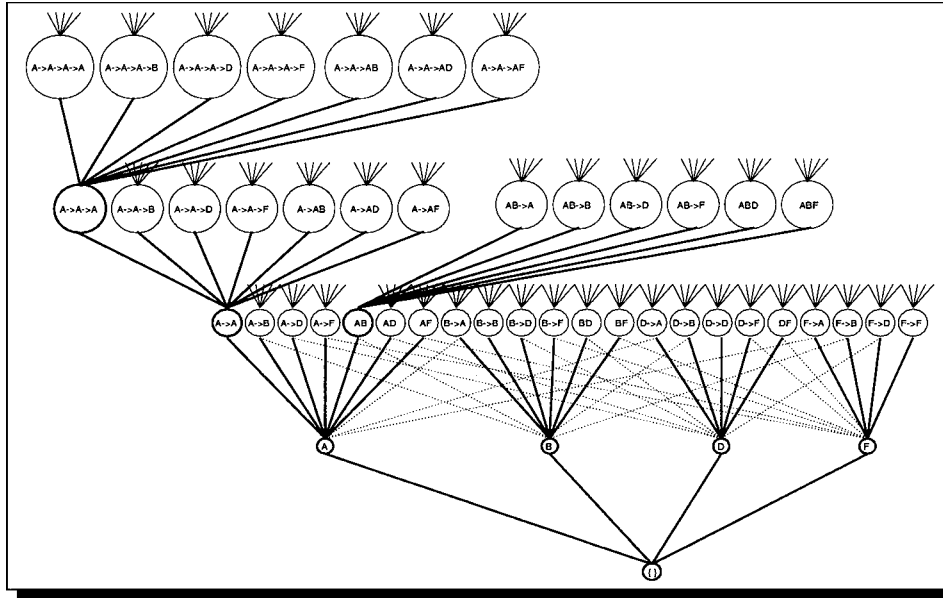 A->A->A->A A->A->A->B A->A->A->D A->A->A->F A->A->AB A->A->AD A->A->AF
A->A->A A->A->B A->A->D A->A->F A->AB A->AD A->AF AB->A AB->B AB->D AB->F ABD ABF
A->A A->B A->D A->F AB AD AF B->A B->B B->D B->F BD BF D->A D->B D->D D->F DF F->A F->B F->D F->F
A B D F
{ }